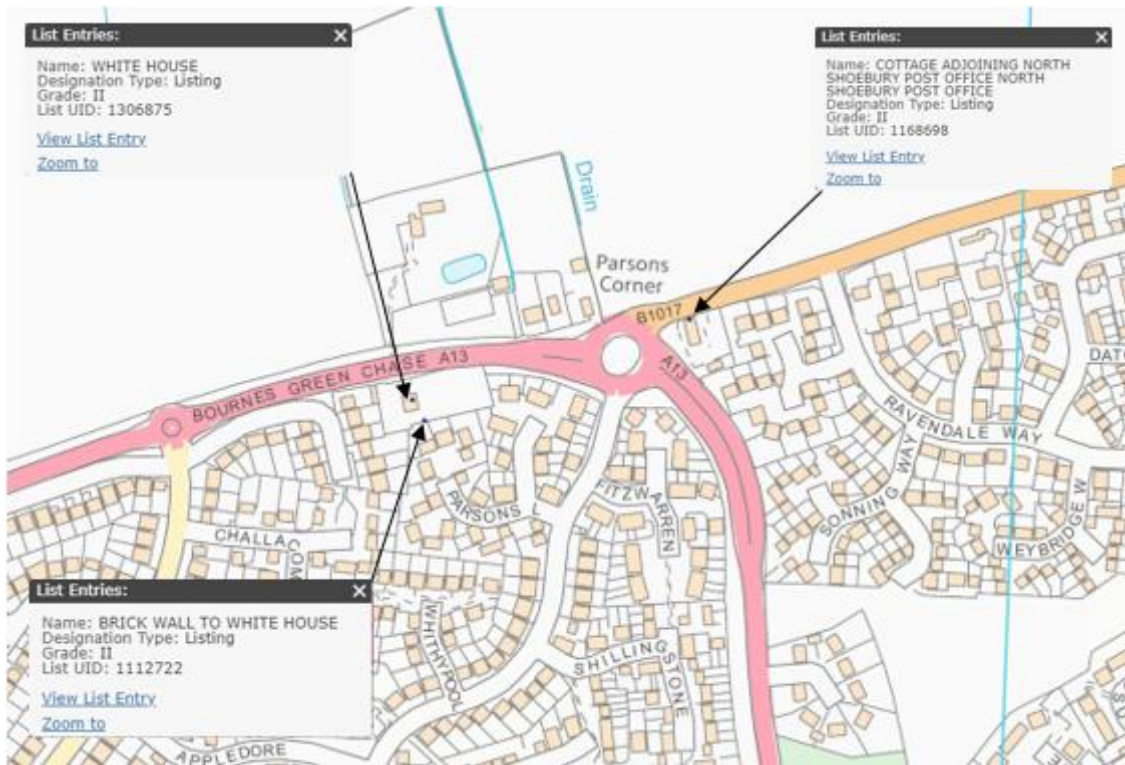 List Entries:
Name: WHITE HOUSE
Designation Type: Listing
Grade: II
List UID: 1306875
View List Entry
Zoom to
List Entries:
Name: COTTAGE ADJOINING NORTH
SHOEBURY POST OFFICE NORTH
SHOEBURY POST OFFICE
Designation Type: Listing
Grade: II
List UID: 1168698
View List Entry
Zoom to
Drain
Parsons
Corner
B1017
A13
BOURNES GREEN CHASE A13
DATC
RAVENDALE WAY
SONNING WAY
WEYBRIDGE W
PARSONS L
FITZWARREN
CHALLACOM
WHITHYPOOL
SHILLINGSTONE
APPLEDORE
List Entries:
Name: BRICK WALL TO WHITE HOUSE
Designation Type: Listing
Grade: II
List UID: 1112722
View List Entry
Zoom to